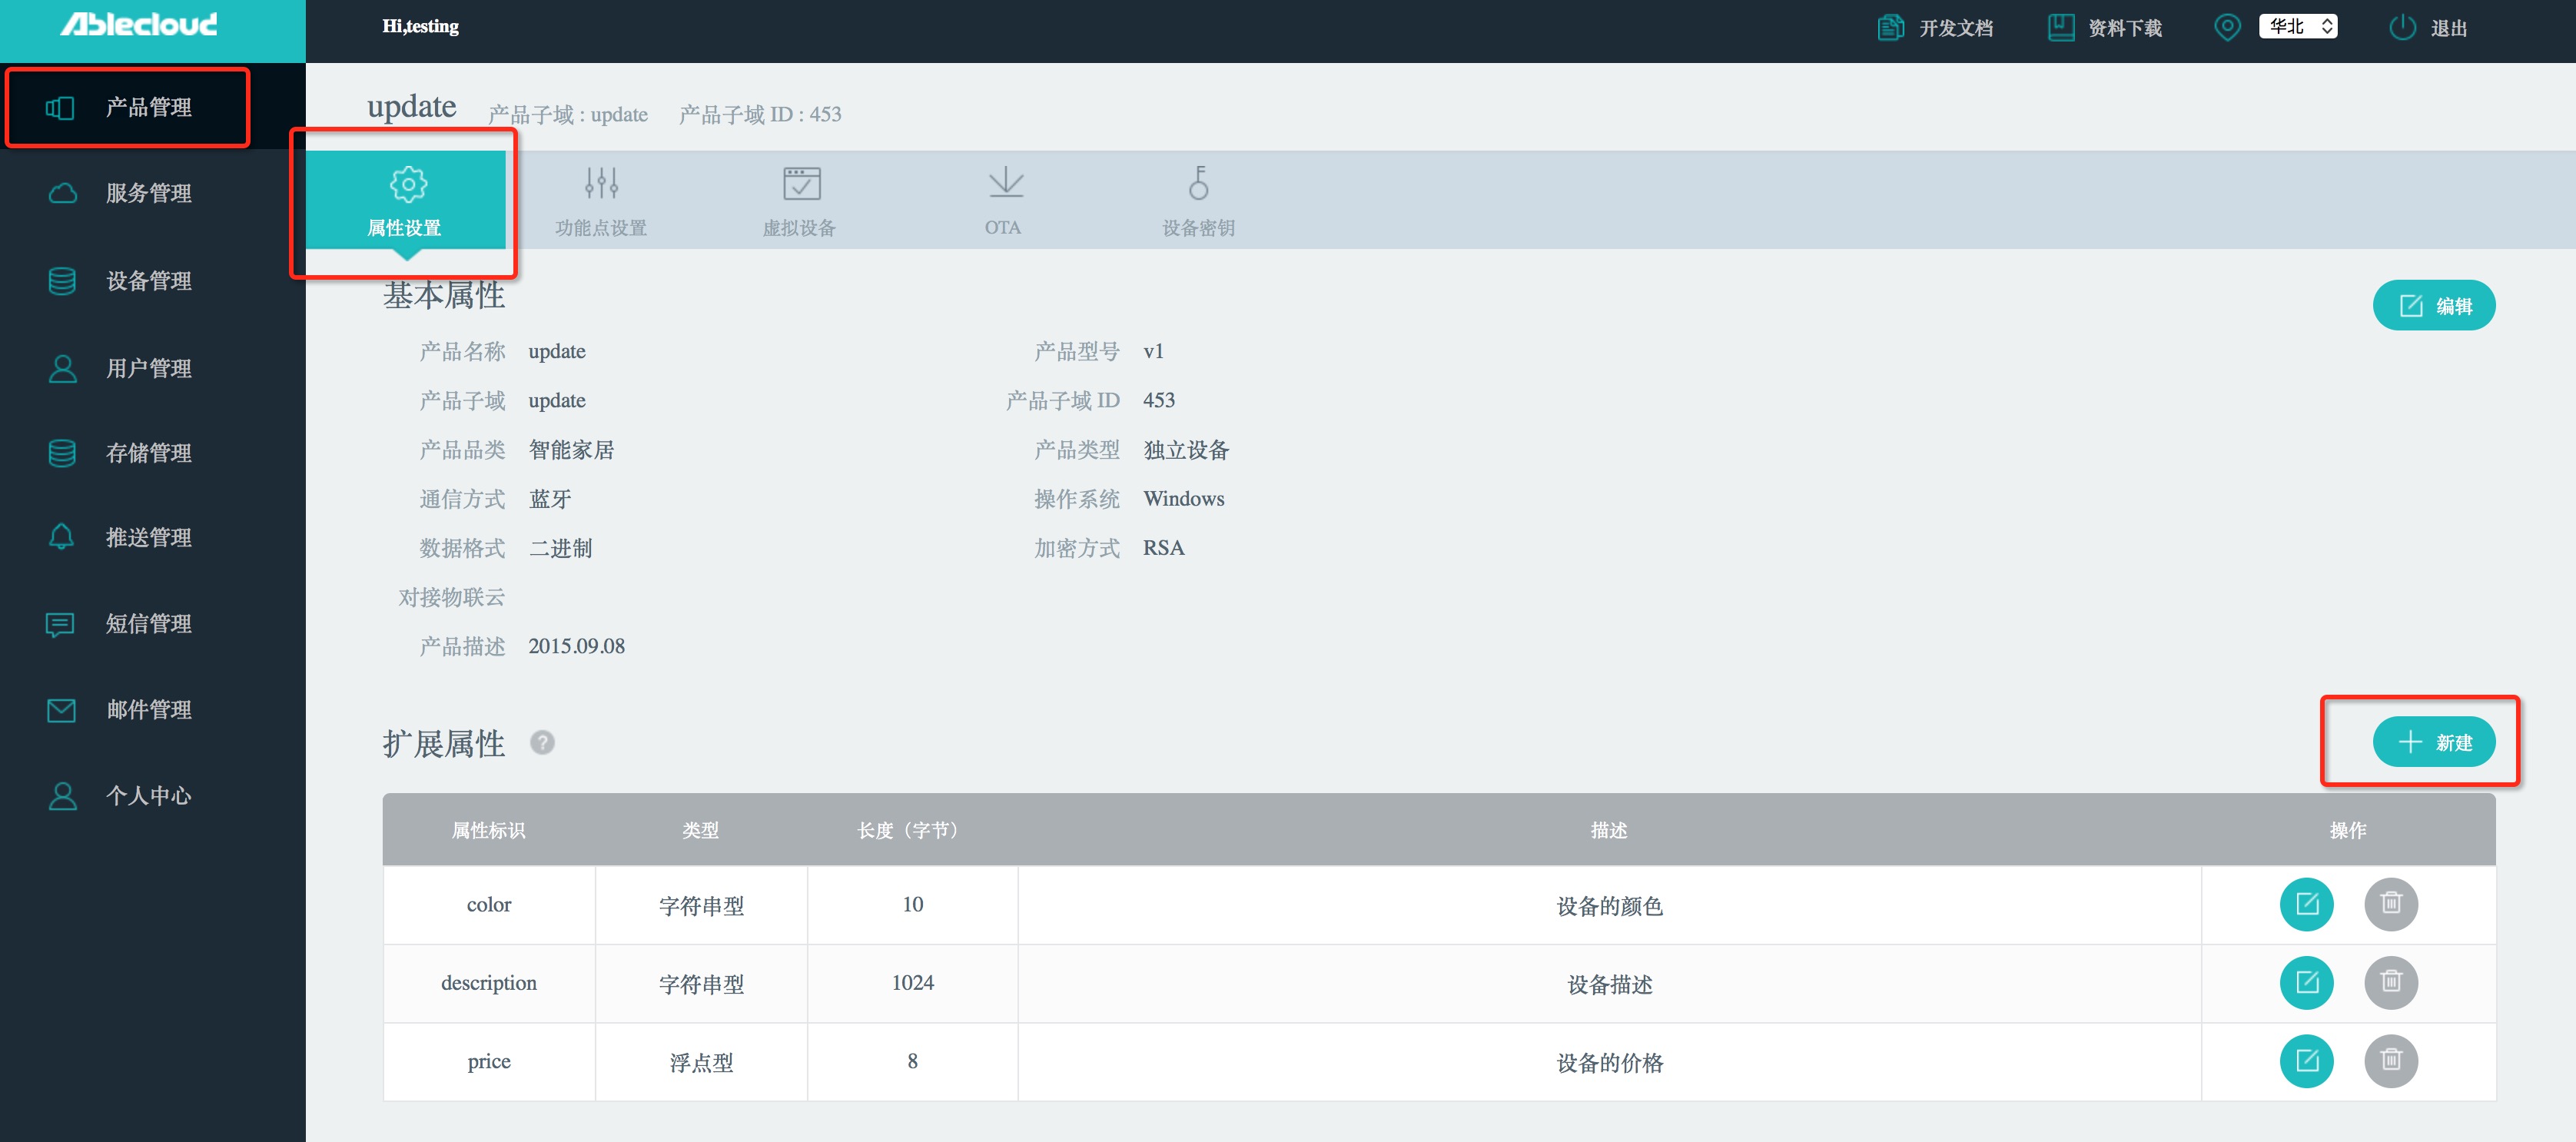 Ablecloud
Hi,testing
开发文档
资料下载
华北
退出
产品管理
服务管理
设备管理
用户管理
存储管理
推送管理
短信管理
邮件管理
个人中心
update 产品子域 : update 产品子域 ID : 453
属性设置 功能点设置 虚拟设备 OTA 设备密钥
基本属性
编辑
产品名称 update 产品型号 v1
产品子域 update 产品子域 ID 453
产品品类 智能家居 产品类型 独立设备
通信方式 蓝牙 操作系统 Windows
数据格式 二进制 加密方式 RSA
对接物联云
产品描述 2015.09.08
扩展属性 ?
新建
属性标识 类型 长度（字节） 描述 操作
color 字符串型 10 设备的颜色
description 字符串型 1024 设备描述
price 浮点型 8 设备的价格